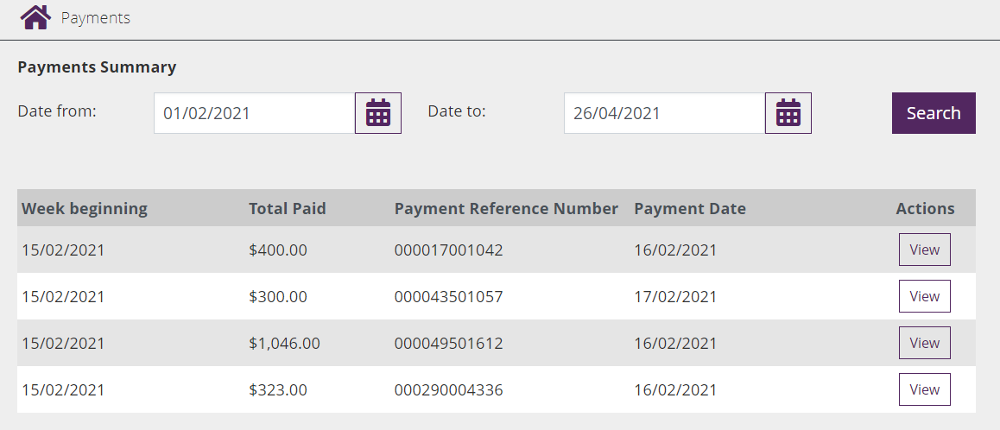 Payments
Payments Summary
Date from: 01/02/2021 Date to: 26/04/2021 Search
Week beginning Total Paid Payment Reference Number Payment Date Actions
15/02/2021 $400.00 000017001042 16/02/2021 View
15/02/2021 $300.00 000043501057 17/02/2021 View
15/02/2021 $1,046.00 000049501612 16/02/2021 View
15/02/2021 $323.00 000290004336 16/02/2021 View